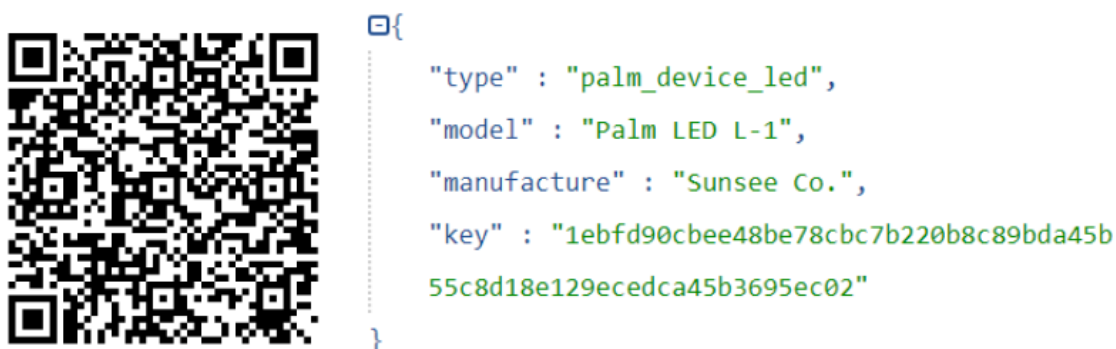 {
"type" : "palm_device_led",
"model" : "Palm LED L-1",
"manufacture" : "Sunsee Co.",
"key" : "1ebfd90cbee48be78cbc7b220b8c89bda45b
55c8d18e129ecedca45b3695ec02"
}